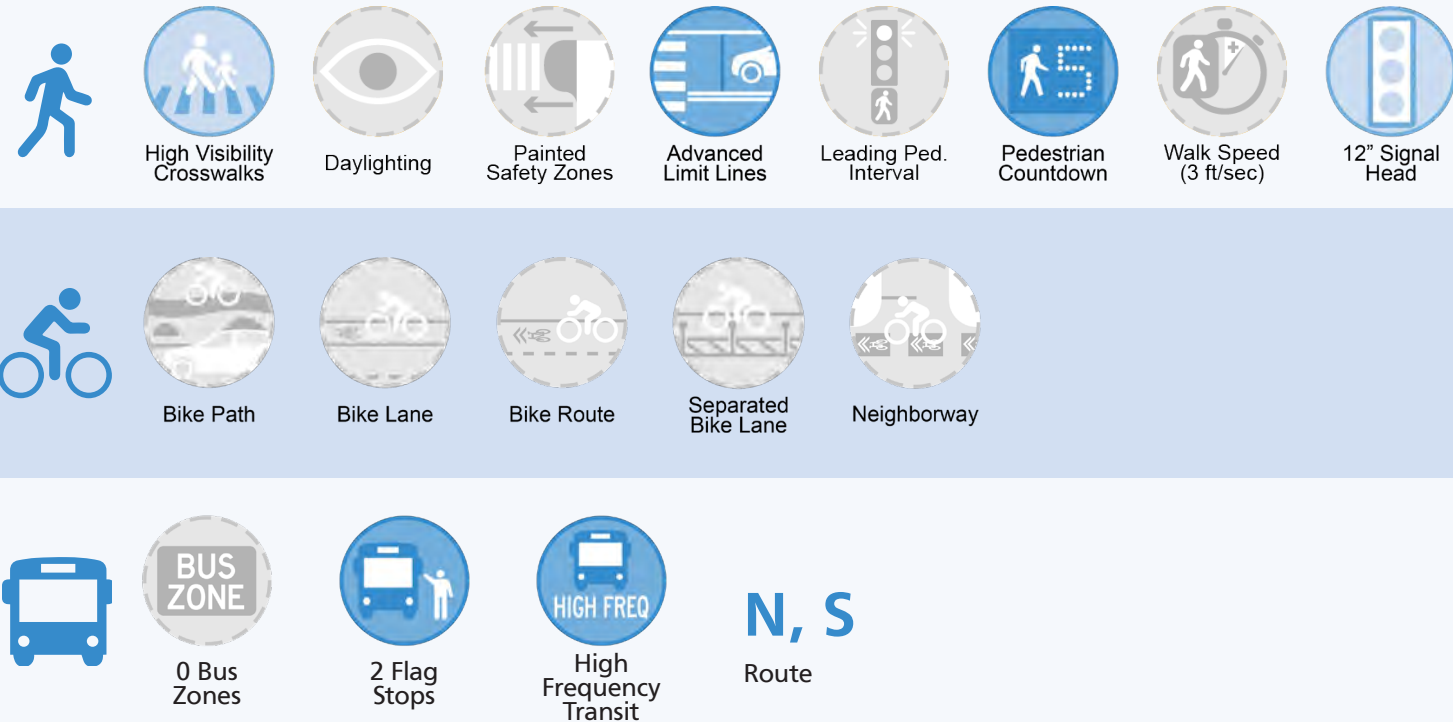 5
High Visibility
Crosswalks
Daylighting
Painted
Safety Zones
Advanced
Limit Lines
Leading Ped.
Interval
Pedestrian
Countdown
Walk Speed
(3 ft/sec)
12” Signal
Head
Bike Path
Bike Lane
Bike Route
Separated
Bike Lane
Neighborway
BUS
ZONE
0 Bus
Zones
2 Flag
Stops
HIGH FREQ
High
Frequency
Transit
N, S
Route